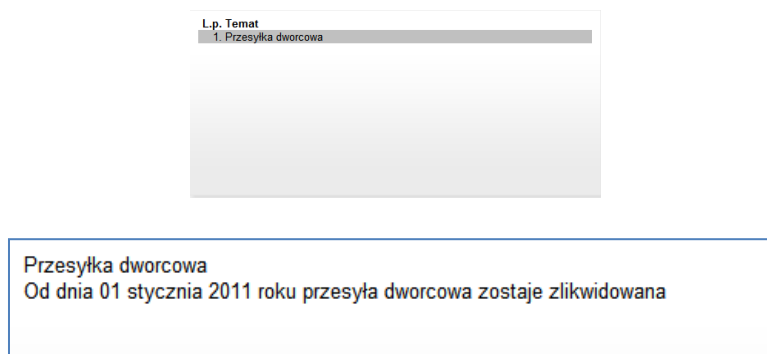 L.p. Temat
1. Przesyłka dworcowa
Przesyłka dworcowa
Od dnia 01 stycznia 2011 roku przesyła dworcowa zostaje zlikwidowana